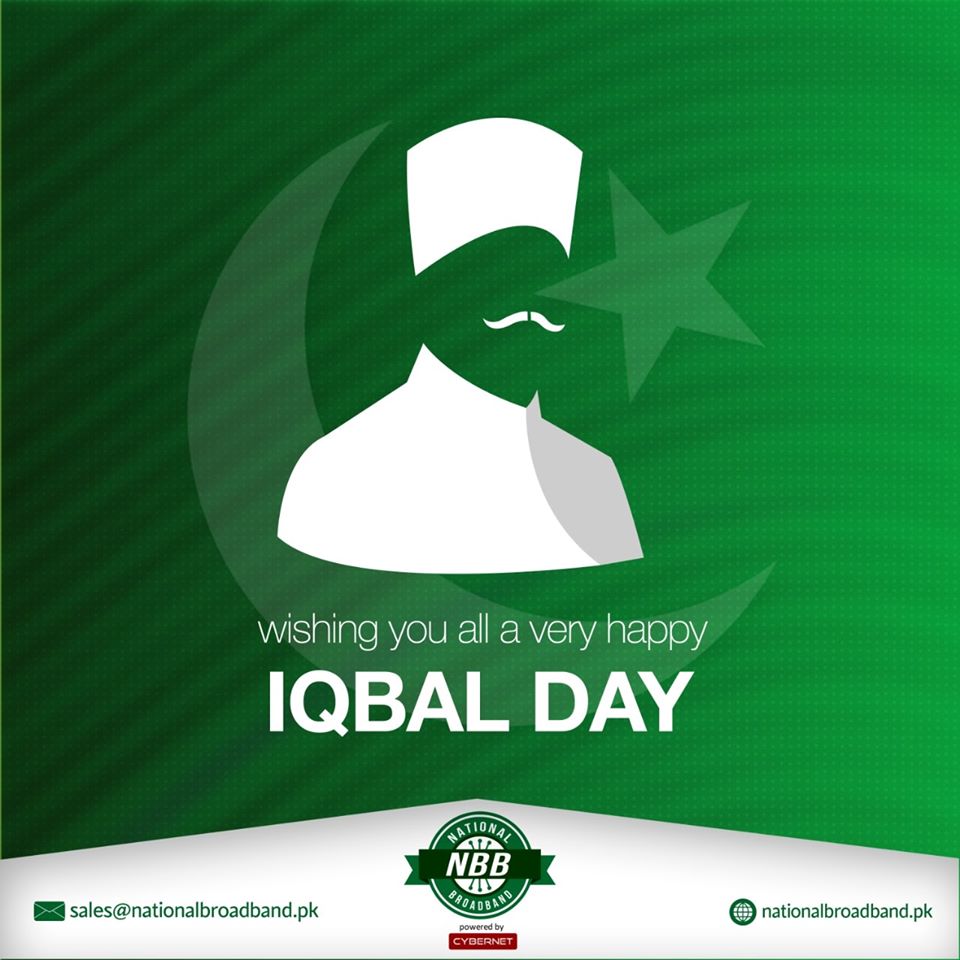 wishing you all a very happy
IQBAL DAY
NATIONAL
NBB
BROADBAND
powered by
CYBERNET
sales@nationalbroadband.pk
nationalbroadband.pk